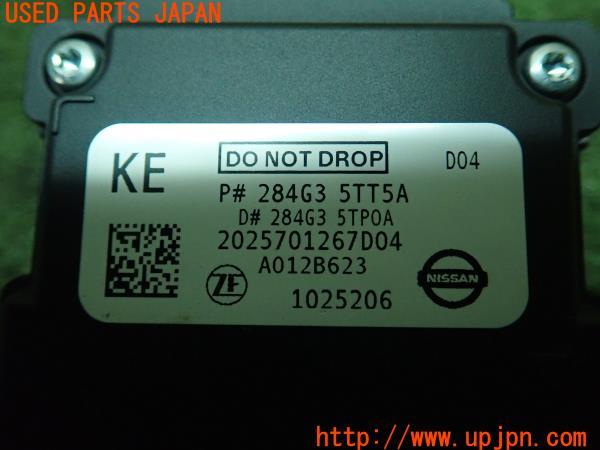 USED PARTS JAPAN
KE
DO NOT DROP
D04
P# 284G3 5TT5A
D# 284G3 5TP0A
2025701267D04
A012B623
ZF
1025206
NISSAN
UPJ
http://www.upjpn.com/